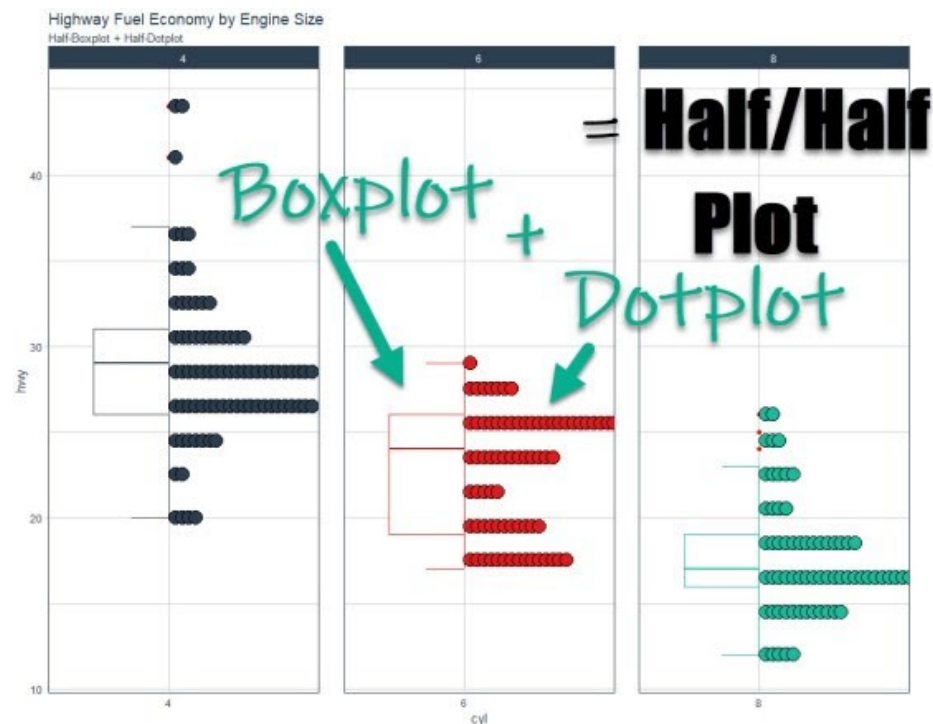 Highway Fuel Economy by Engine Size
Half-Boxplot + Half-Dotplot
4
6
8
= Half/Half
Plot
Boxplot
+
Dotplot
hwy
40
30
20
10
4
6
8
cyl